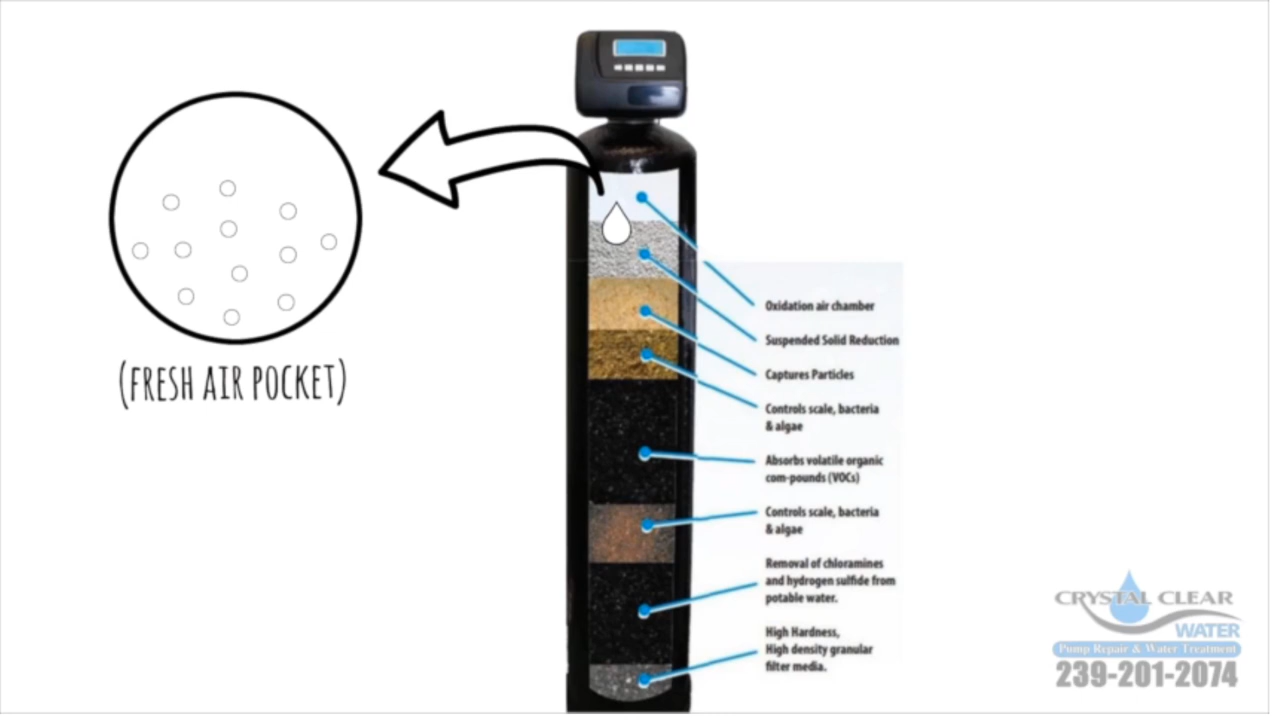 (FRESH AIR POCKET)
Oxidation air chamber
Suspended Solid Reduction
Captures Particles
Controls scale, bacteria
& algae
Absorbs volatile organic
com-pounds (VOCs)
Controls scale, bacteria
& algae
Removal of chloramines
and hydrogen sulfide from
potable water.
High Hardness,
High density granular
filter media.
CRYSTAL CLEAR
WATER
Pump Repair & Water Treatment
239-201-2074